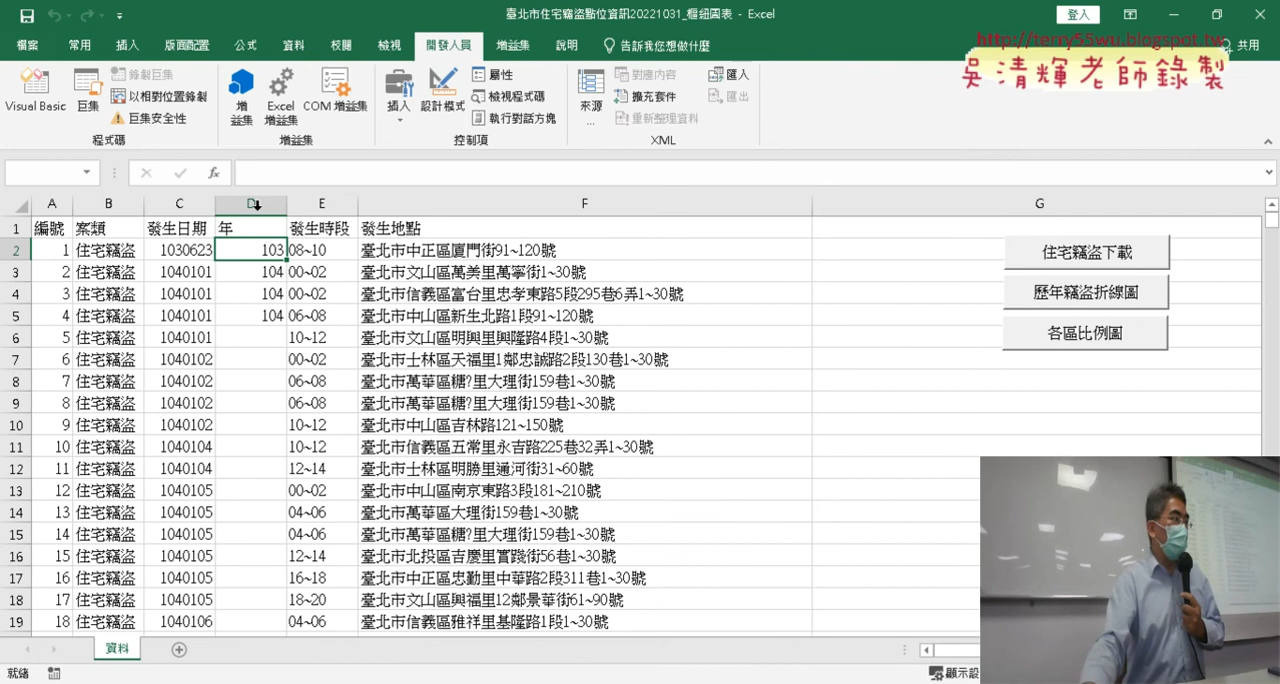 臺北市住宅竊盜點位資訊20221031_樞紐圖表 - Excel
登入
檔案 常用 插入 版面配置 公式 資料 校閱 檢視 開發人員 增益集 說明 告訴我您想做什麼 共用
http://terry55wu.blogspot.tw
吳清輝老師錄製
Visual Basic
巨集
錄製巨集
以相對位置錄製
巨集安全性
程式碼
增益集
Excel 增益集
COM 增益集
增益集
插入
設計模式
屬性
檢視程式碼
執行對話方塊
控制項
來源...
對應內容
擴充套件
重新整理資料
匯入
匯出
XML
fx
A B C D E F G
1 編號 案類 發生日期 年 發生時段 發生地點
2 1 住宅竊盜 1030623 103 08~10 臺北市中正區廈門街91~120號
3 2 住宅竊盜 1040101 104 00~02 臺北市文山區萬美里萬寧街1~30號
4 3 住宅竊盜 1040101 104 00~02 臺北市信義區富台里忠孝東路5段295巷6弄1~30號
5 4 住宅竊盜 1040101 104 06~08 臺北市中山區新生北路1段91~120號
6 5 住宅竊盜 1040101 10~12 臺北市文山區明興里興隆路4段1~30號
7 6 住宅竊盜 1040102 00~02 臺北市士林區天福里1鄰忠誠路2段130巷1~30號
8 7 住宅竊盜 1040102 06~08 臺北市萬華區糖?里大理街159巷1~30號
9 8 住宅竊盜 1040102 06~08 臺北市萬華區糖?里大理街159巷1~30號
10 9 住宅竊盜 1040102 10~12 臺北市中山區吉林路121~150號
11 10 住宅竊盜 1040104 10~12 臺北市信義區五常里永吉路225巷32弄1~30號
12 11 住宅竊盜 1040104 12~14 臺北市士林區明勝里通河街31~60號
13 12 住宅竊盜 1040105 00~02 臺北市中山區南京東路3段181~210號
14 13 住宅竊盜 1040105 04~06 臺北市萬華區大理街159巷1~30號
15 14 住宅竊盜 1040105 04~06 臺北市萬華區糖?里大理街159巷1~30號
16 15 住宅竊盜 1040105 12~14 臺北市北投區吉慶里實踐街56巷1~30號
17 16 住宅竊盜 1040105 16~18 臺北市中正區忠勤里中華路2段311巷1~30號
18 17 住宅竊盜 1040105 18~20 臺北市文山區興福里12鄰景華街61~90號
19 18 住宅竊盜 1040106 04~06 臺北市信義區雅祥里基隆路1段1~30號
住宅竊盜下載
歷年竊盜折線圖
各區比例圖
資料
就緒
顯示設